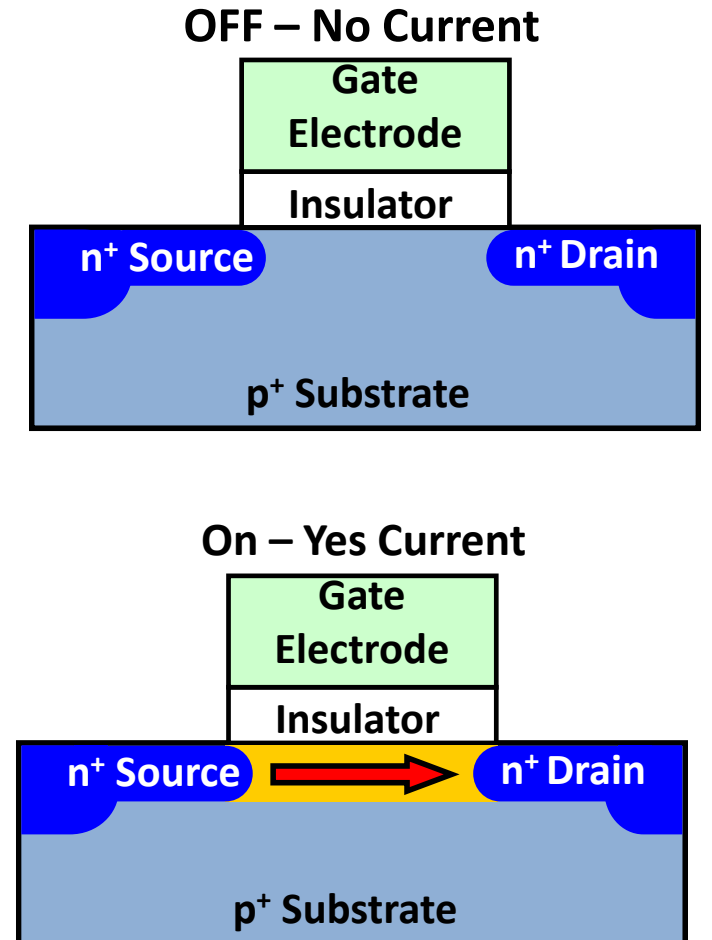 OFF – No Current
Gate
Electrode
Insulator
n⁺ Source
n⁺ Drain
p⁺ Substrate
On – Yes Current
Gate
Electrode
Insulator
n⁺ Source
n⁺ Drain
p⁺ Substrate